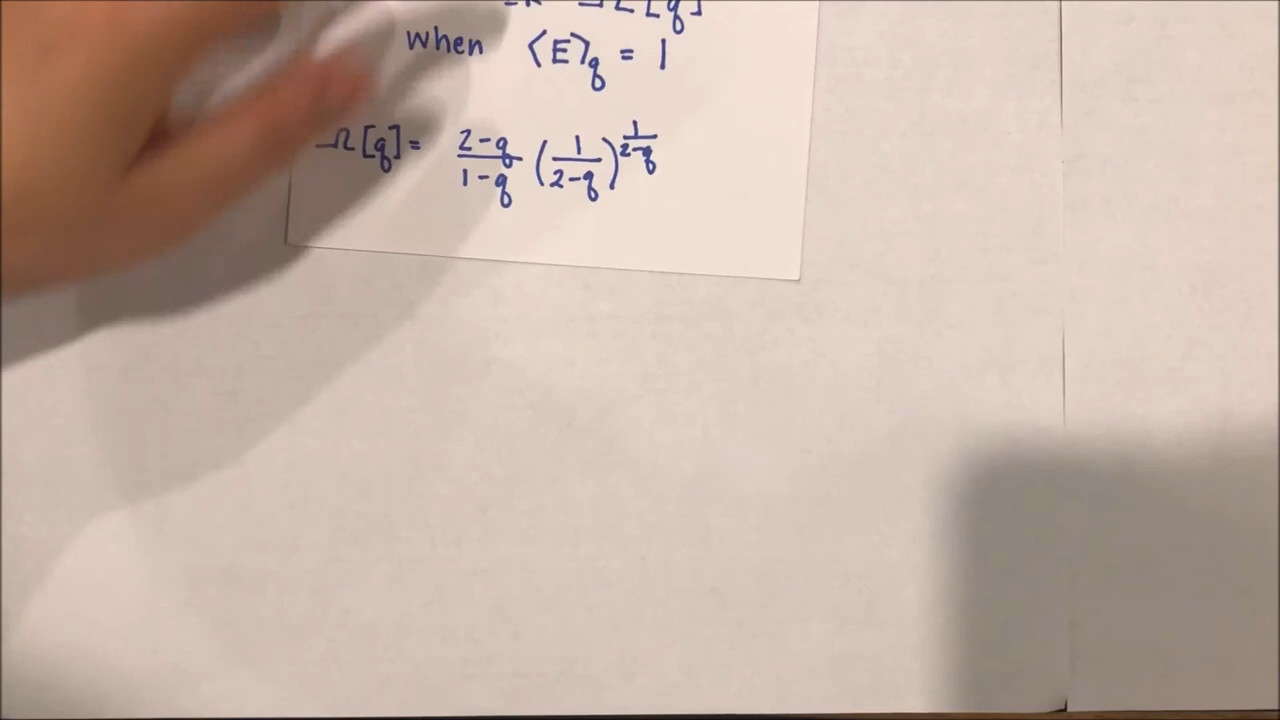 Ω[q]
when ⟨E⟩q = 1
Ω[q] = 2-q/1-q (1/2-q)^1/2-q